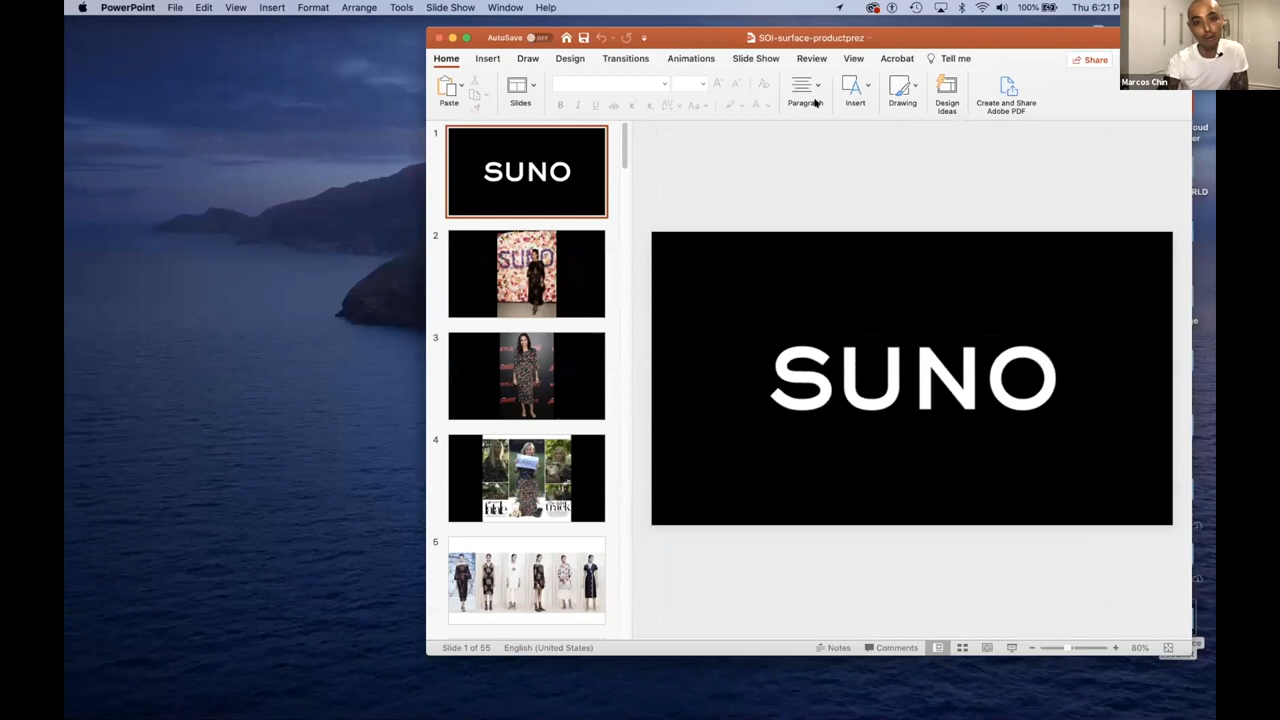 PowerPoint File Edit View Insert Format Arrange Tools Slide Show Window Help 100% Thu 6:21 P
AutoSave OFF SOI-surface-productprez
Home Insert Draw Design Transitions Animations Slide Show Review View Acrobat Tell me Share
Marcos Chin
Paste Slides Paragraph Insert Drawing Design Ideas Create and Share Adobe PDF
1
SUNO
2
SUNO
3
4
5
SUNO
Slide 1 of 55 English (United States) Notes Comments 80%